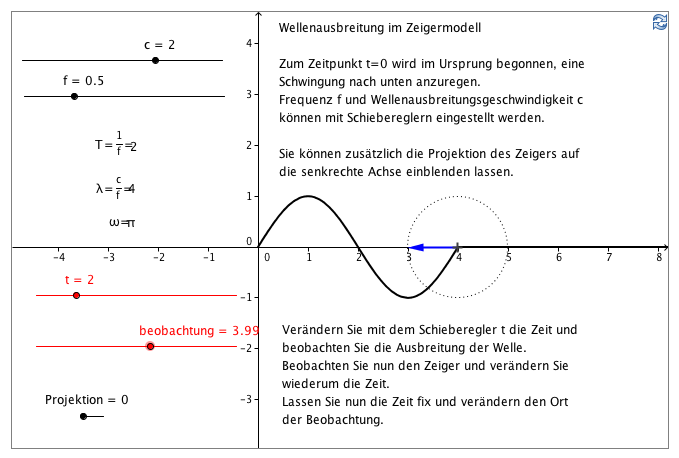 Wellenausbreitung im Zeigermodell
c = 2
Zum Zeitpunkt t=0 wird im Ursprung begonnen, eine
Schwingung nach unten anzuregen.
Frequenz f und Wellenausbreitungsgeschwindigkeit c
können mit Schiebereglern eingestellt werden.
f = 0.5
T = 1/f = 2
λ = c/f = 4
ω = π
Sie können zusätzlich die Projektion des Zeigers auf
die senkrechte Achse einblenden lassen.
4
3
2
1
0
-1
-2
-3
-4 -3 -2 -1 0 1 2 3 4 5 6 7 8
t = 2
beobachtung = 3.99
Projektion = 0
Verändern Sie mit dem Schieberegler t die Zeit und
beobachten Sie die Ausbreitung der Welle.
Beobachten Sie nun den Zeiger und verändern Sie
wiederum die Zeit.
Lassen Sie nun die Zeit fix und verändern den Ort
der Beobachtung.